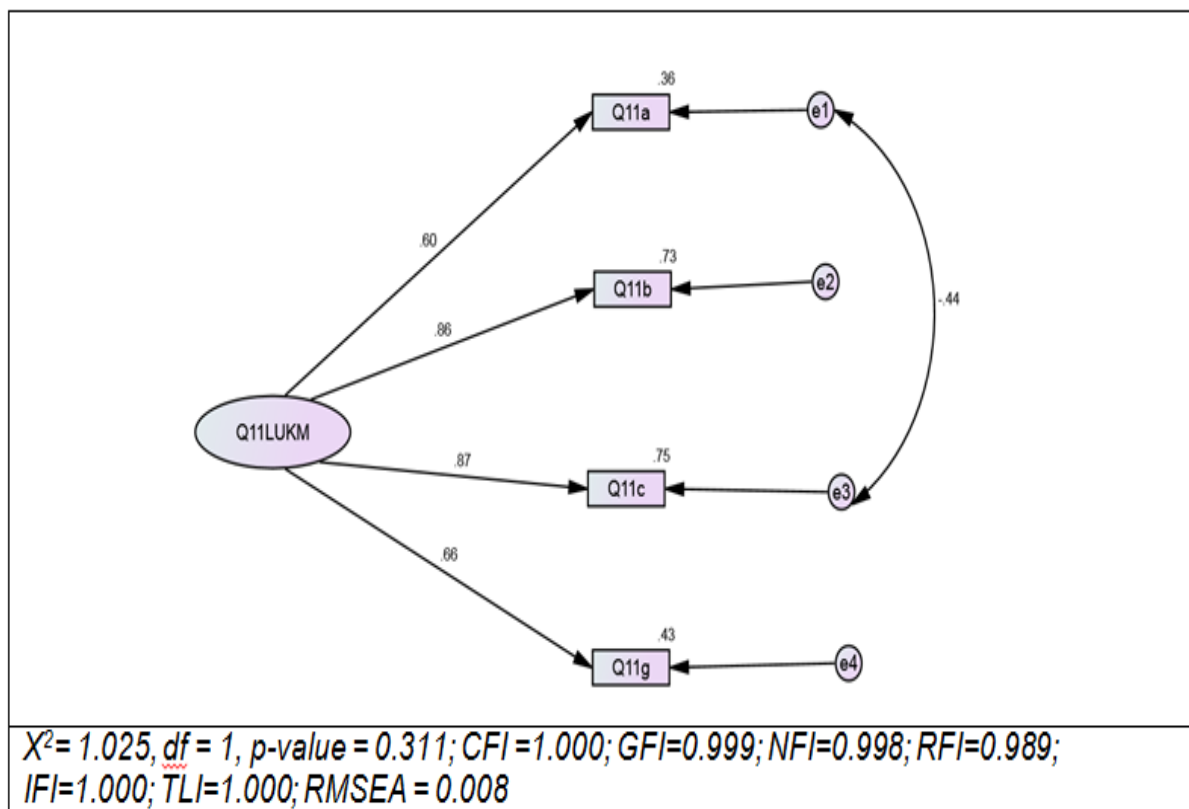 .36
Q11a
e1
.60
.73
Q11b
e2
-.44
.86
Q11LUKM
.87
.75
Q11c
e3
.66
.43
Q11g
e4
X²= 1.025, df = 1, p-value = 0.311; CFI =1.000; GFI=0.999; NFI=0.998; RFI=0.989;
IFI=1.000; TLI=1.000; RMSEA = 0.008